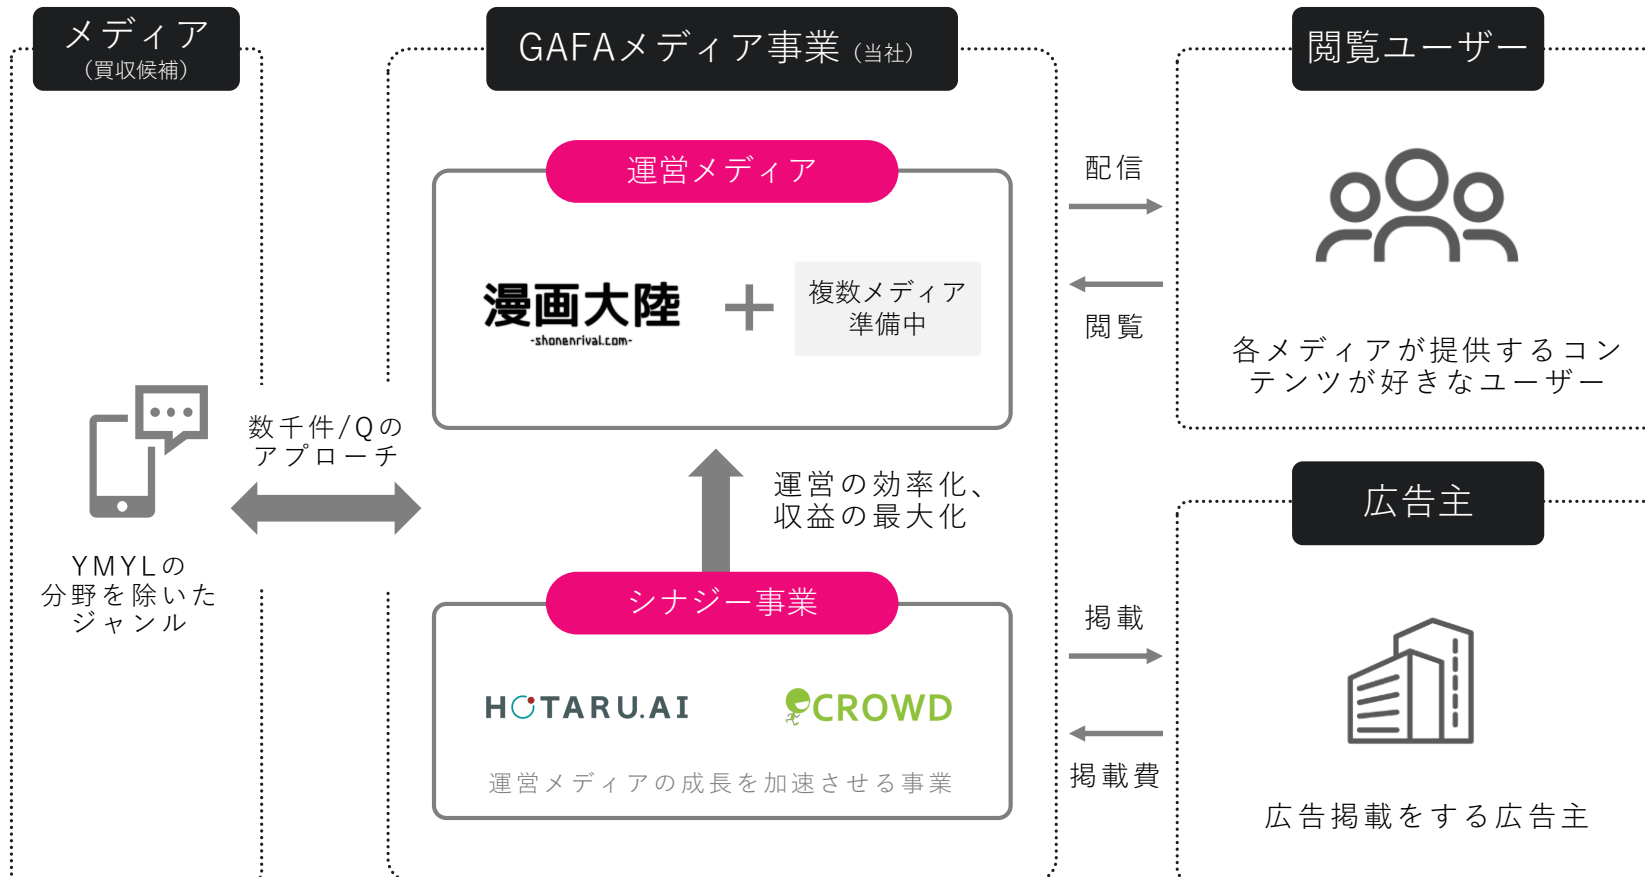 メディア
（買収候補）
数千件/Qの
アプローチ
YMYLの
分野を除いた
ジャンル
GAFAメディア事業（当社）
運営メディア
漫画大陸
-shonenrival.com-
複数メディア
準備中
運営の効率化、
収益の最大化
シナジー事業
HOTARU.AI
CROWD
運営メディアの成長を加速させる事業
配信
閲覧
掲載
掲載費
閲覧ユーザー
各メディアが提供するコン
テンツが好きなユーザー
広告主
広告掲載をする広告主